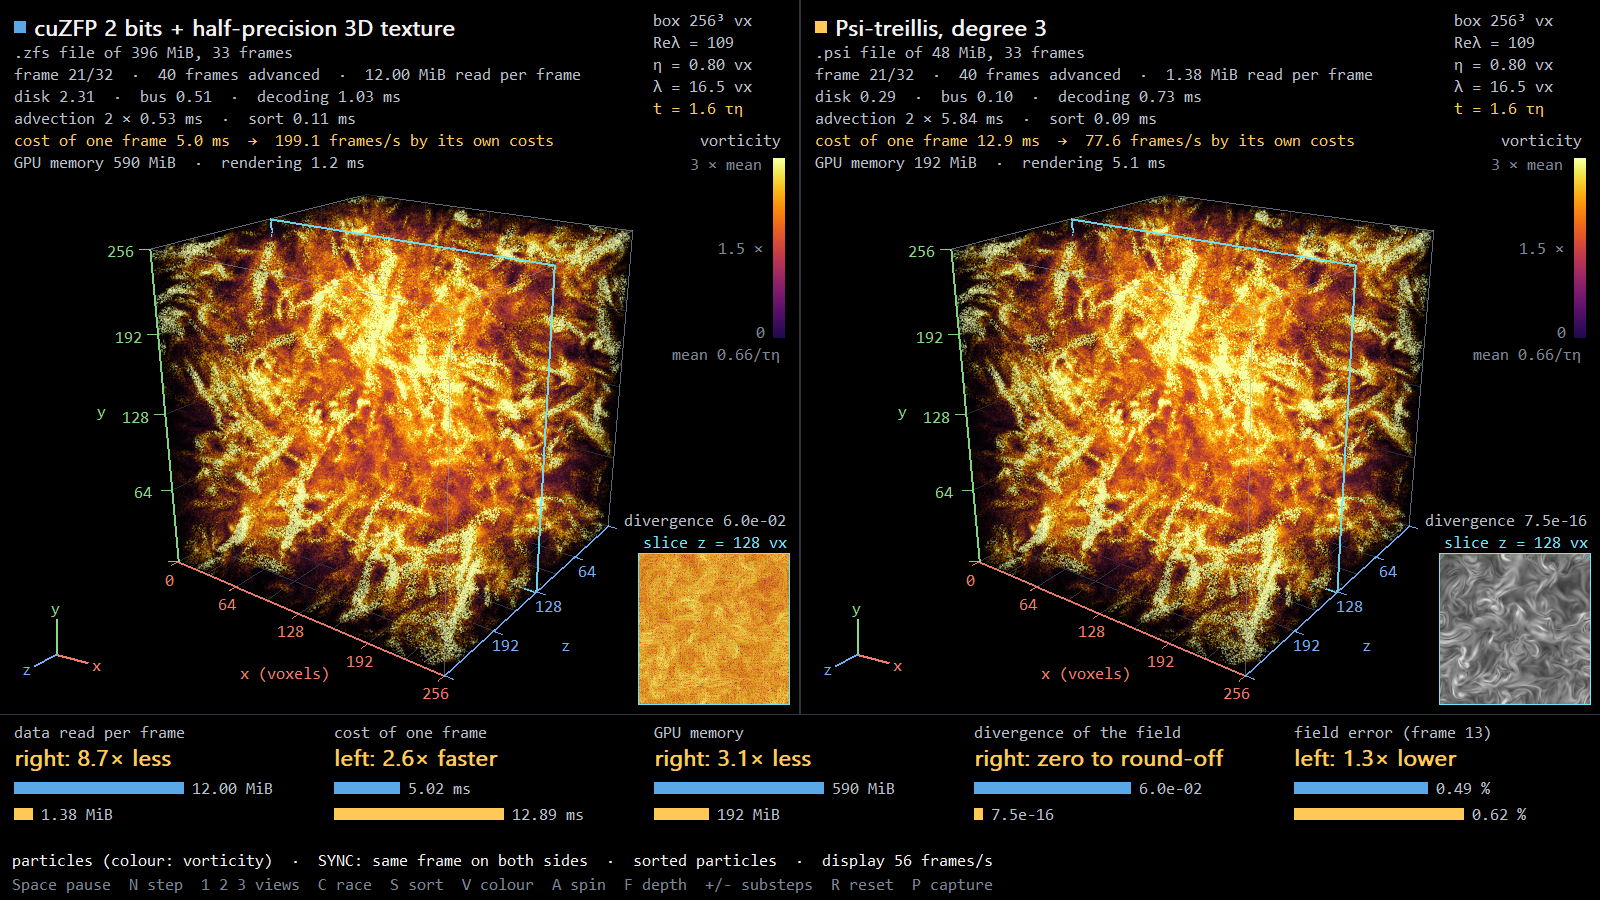 cuZFP 2 bits + half-precision 3D texture
.zfs file of 396 MiB, 33 frames
frame 21/32 · 40 frames advanced · 12.00 MiB read per frame
disk 2.31 · bus 0.51 · decoding 1.03 ms
advection 2 × 0.53 ms · sort 0.11 ms
cost of one frame 5.0 ms → 199.1 frames/s by its own costs
GPU memory 590 MiB · rendering 1.2 ms
box 256³ vx
Reλ = 109
η = 0.80 vx
λ = 16.5 vx
t = 1.6 τη
vorticity
3 × mean
1.5 ×
0
mean 0.66/τη
256
192
y 128
64
0
64
128
192
256
x (voxels)
64
128
192
z
y
z x
divergence 6.0e-02
slice z = 128 vx
Psi-treillis, degree 3
.psi file of 48 MiB, 33 frames
frame 21/32 · 40 frames advanced · 1.38 MiB read per frame
disk 0.29 · bus 0.10 · decoding 0.73 ms
advection 2 × 5.84 ms · sort 0.09 ms
cost of one frame 12.9 ms → 77.6 frames/s by its own costs
GPU memory 192 MiB · rendering 5.1 ms
box 256³ vx
Reλ = 109
η = 0.80 vx
λ = 16.5 vx
t = 1.6 τη
vorticity
3 × mean
1.5 ×
0
mean 0.66/τη
256
192
y 128
64
0
64
128
192
256
x (voxels)
64
128
192
z
y
z x
divergence 7.5e-16
slice z = 128 vx
data read per frame
right: 8.7× less
12.00 MiB
1.38 MiB
cost of one frame
left: 2.6× faster
5.02 ms
12.89 ms
GPU memory
right: 3.1× less
590 MiB
192 MiB
divergence of the field
right: zero to round-off
6.0e-02
7.5e-16
field error (frame 13)
left: 1.3× lower
0.49 %
0.62 %
particles (colour: vorticity) · SYNC: same frame on both sides · sorted particles · display 56 frames/s
Space pause N step 1 2 3 views C race S sort V colour A spin F depth +/- substeps R reset P capture